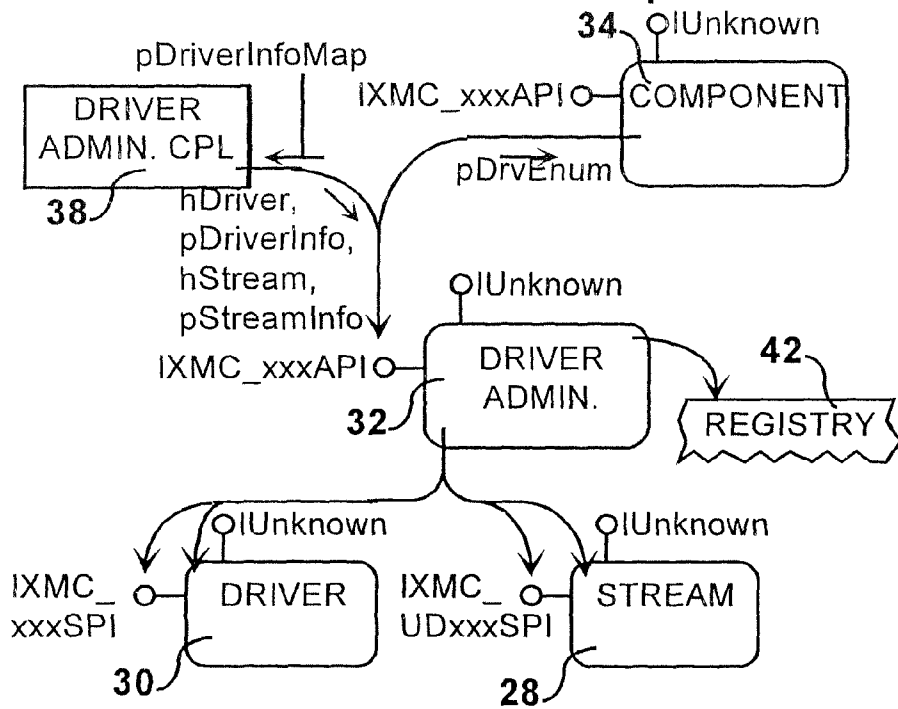 34
IUnknown
pDriverInfoMap
IXMC_xxxAPI
COMPONENT
DRIVER
ADMIN. CPL
38
pDrvEnum
hDriver,
pDriverInfo,
hStream,
pStreamInfo
IUnknown
IXMC_xxxAPI
DRIVER
ADMIN.
32
42
REGISTRY
IUnknown
IUnknown
IXMC_
xxxSPI
DRIVER
30
IXMC_
UDxxxSPI
STREAM
28